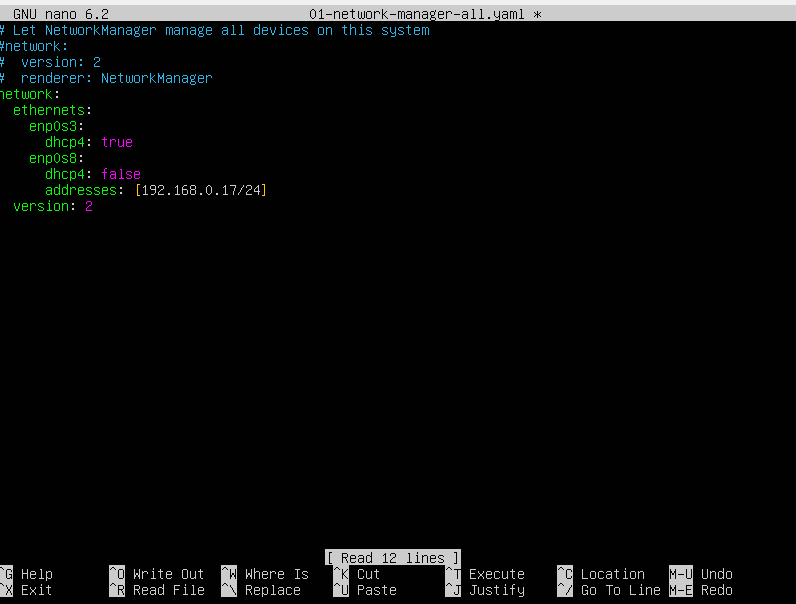 GNU nano 6.2 01-network-manager-all.yaml *
# Let NetworkManager manage all devices on this system
#network:
#  version: 2
#  renderer: NetworkManager
network:
  ethernets:
    enp0s3:
      dhcp4: true
    enp0s8:
      dhcp4: false
      addresses: [192.168.0.17/24]
  version: 2
[ Read 12 lines ]
^G Help ^O Write Out ^W Where Is ^K Cut ^T Execute ^C Location M-U Undo
^X Exit ^R Read File ^\ Replace ^U Paste ^J Justify ^/ Go To Line M-E Redo